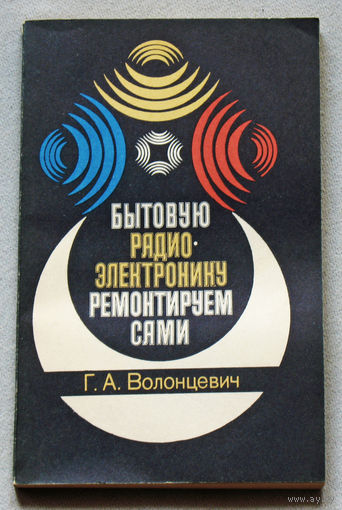 БЫТОВУЮ
РАДИО·
ЭЛЕКТРОНИКУ
РЕМОНТИРУЕМ
САМИ
Г. А. Волонцевич